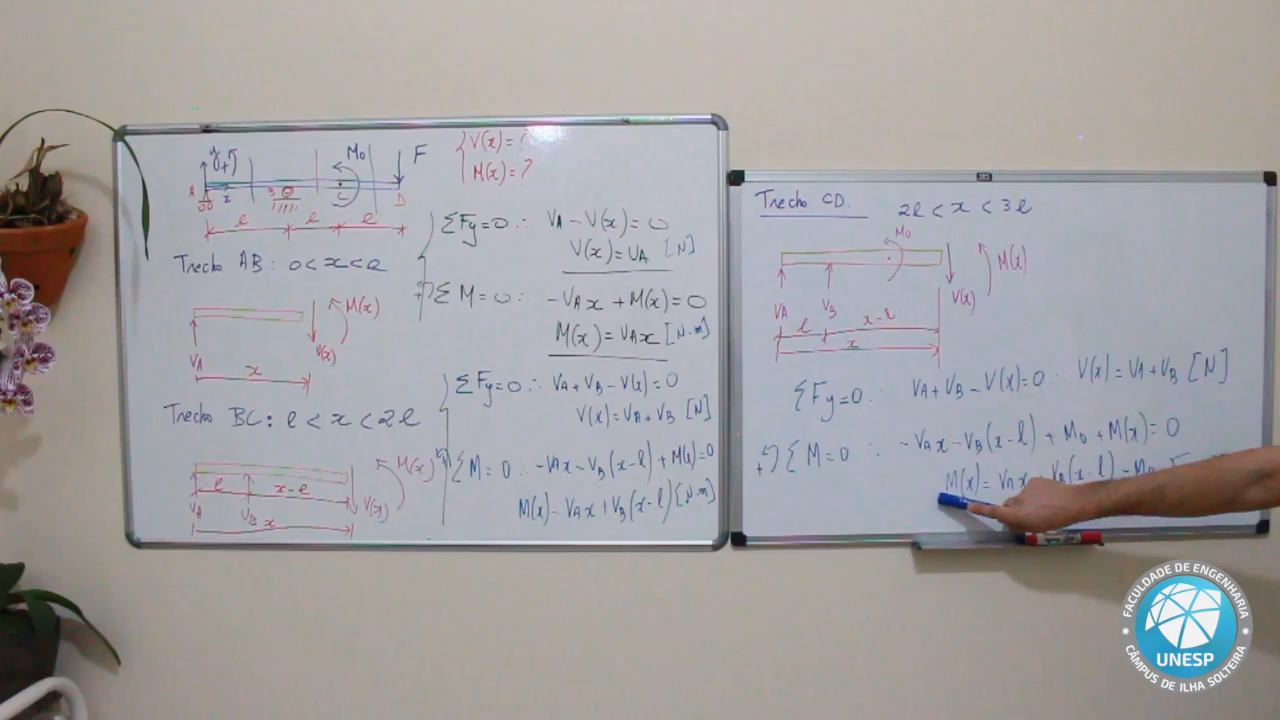 y
+
M₀
F
A
x
B
C
D
l l l
{ V(x) = ?
M(x) = ?
Trecho AB: 0 < x < l
M(x)
V(x)
VA
x
ΣFy=0 ∴ VA - V(x) = 0
V(x) = VA [N]
+ ΣM = 0 ∴ -VA x + M(x) = 0
M(x) = VA x [N.m]
Trecho BC: l < x < 2l
M(x)
l x-l
VA VB V(x)
x
ΣFy=0 ∴ VA + VB - V(x) = 0
V(x) = VA + VB [N]
+ ΣM = 0 ∴ -VA x - VB(x-l) + M(x) = 0
M(x) = VA x + VB(x-l) [N.m]
Trecho CD. 2l < x < 3l
M₀
M(x)
V(x)
VA VB
l x-l
x
ΣFy=0 ∴ VA + VB - V(x) = 0 ∴ V(x) = VA + VB [N]
+ ΣM = 0 ∴ -VA x - VB(x-l) + M₀ + M(x) = 0
M(x) = VA x + VB(x-l) - M₀
FACULDADE DE ENGENHARIA
UNESP
CÂMPUS DE ILHA SOLTEIRA